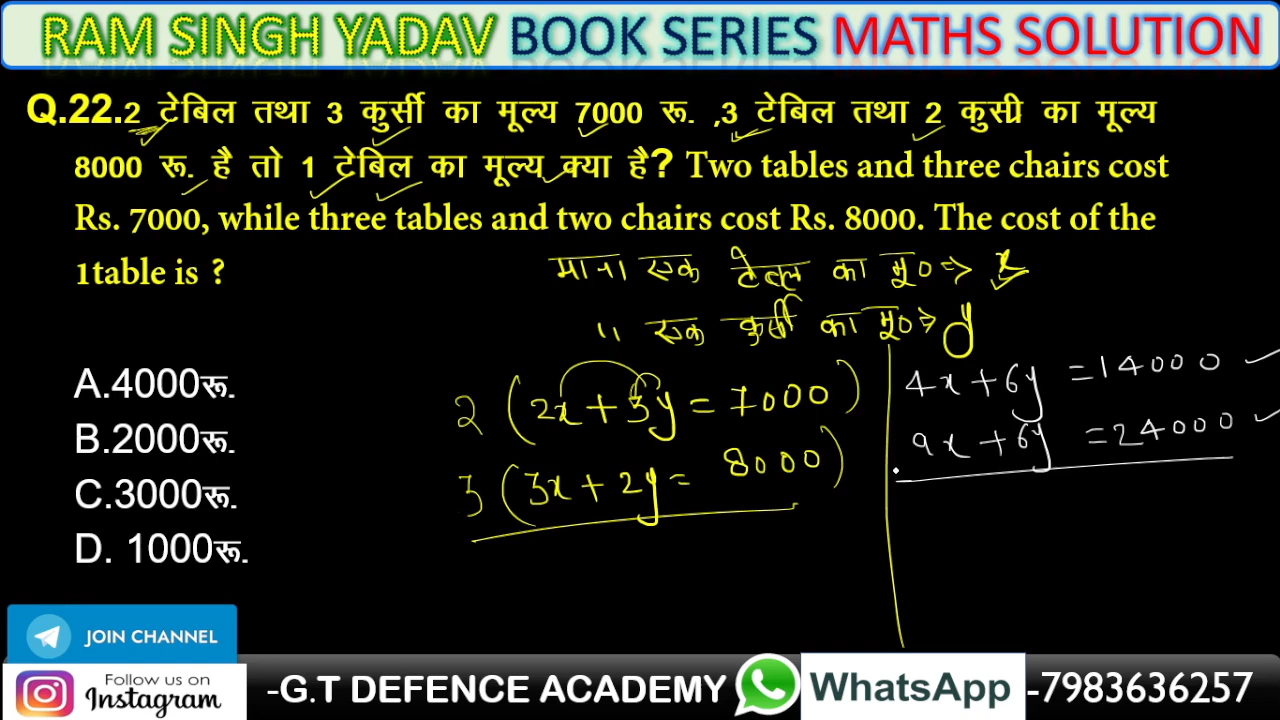 RAM SINGH YADAV BOOK SERIES MATHS SOLUTION
Q.22.2 टेबिल तथा 3 कुर्सी का मूल्य 7000 रू. ,3 टेबिल तथा 2 कुसी्र का मूल्य
8000 रू. है तो 1 टेबिल का मूल्य क्या है? Two tables and three chairs cost
Rs. 7000, while three tables and two chairs cost Rs. 8000. The cost of the
1table is ?
माना एक टेबल का मू० => x
" एक कुर्सी का मू० => y
2 (2x + 3y = 7000)
3 (3x + 2y = 8000)
4x + 6y = 14000
9x + 6y = 24000
A.4000रू.
B.2000रू.
C.3000रू.
D. 1000रू.
JOIN CHANNEL
Follow us on
Instagram
-G.T DEFENCE ACADEMY WhatsApp -7983636257